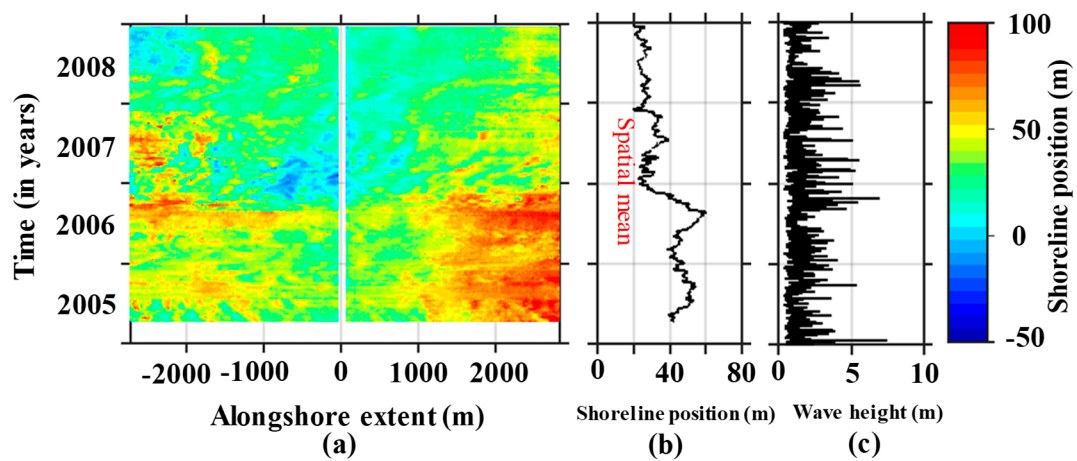 Time (in years)
2008
2007
2006
2005
-2000
-1000
0
1000
2000
Alongshore extent (m)
(a)
Spatial mean
0
40
80
Shoreline position (m)
(b)
0
5
10
Wave height (m)
(c)
100
50
0
-50
Shoreline position (m)